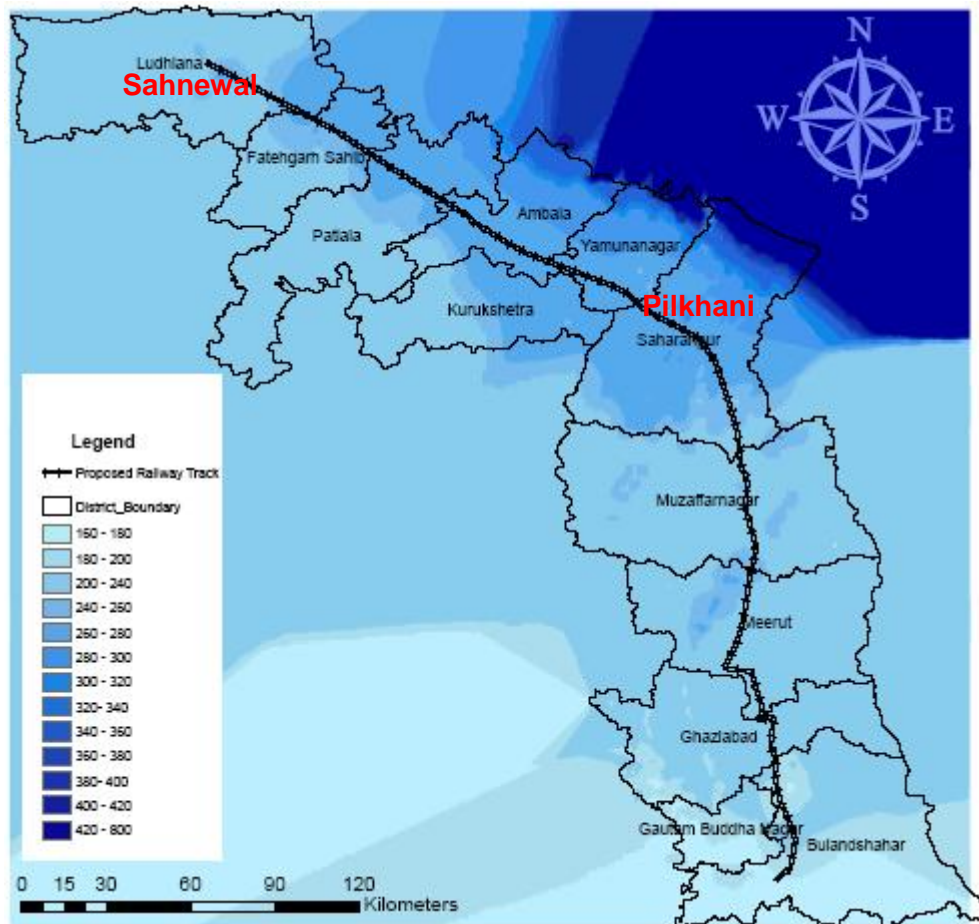 N
W E
S
Ludhiana
Sahnewal
Fatehgam Sahib
Ambala
Patiala
Yamunanagar
Kurukshetra
Pilkhani
Saharanpur
Legend
Proposed Railway Track
District_Boundary
160 - 180
180 - 200
200 - 240
240 - 260
260 - 280
280 - 300
300 - 320
320- 340
340 - 360
360 - 380
380- 400
400 - 420
420 - 800
Muzaffarnagar
Meerut
Ghaziabad
Gautam Buddha Nagar
Bulandshahar
0 15 30 60 90 120
Kilometers